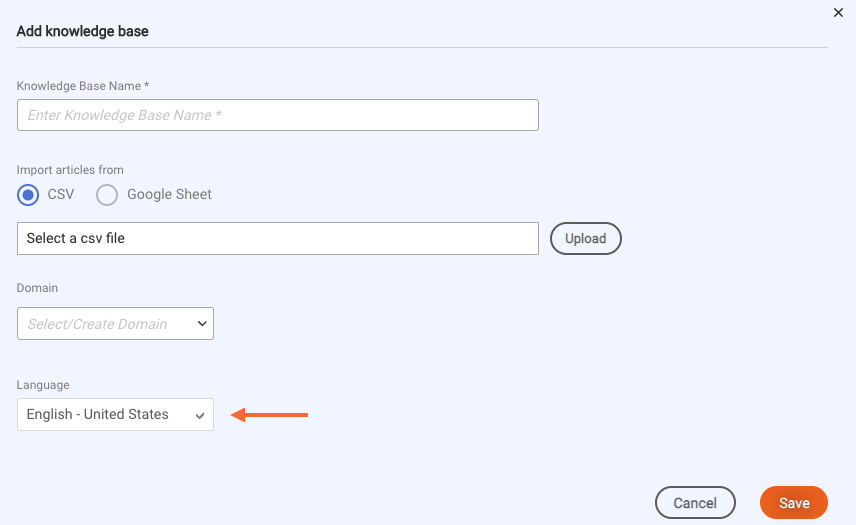 Add knowledge base
Knowledge Base Name *
Enter Knowledge Base Name *
Import articles from
CSV Google Sheet
Select a csv file Upload
Domain
Select/Create Domain
Language
English - United States
Cancel Save